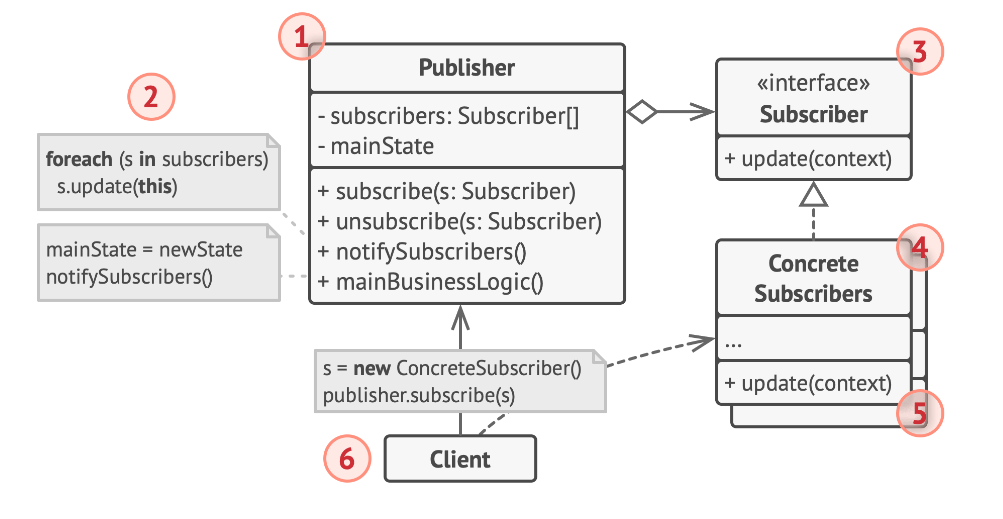 1
Publisher
- subscribers: Subscriber[]
- mainState
+ subscribe(s: Subscriber)
+ unsubscribe(s: Subscriber)
+ notifySubscribers()
+ mainBusinessLogic()
2
foreach (s in subscribers)
s.update(this)
mainState = newState
notifySubscribers()
3
«interface»
Subscriber
+ update(context)
4
Concrete
Subscribers
...
+ update(context)
5
s = new ConcreteSubscriber()
publisher.subscribe(s)
6
Client